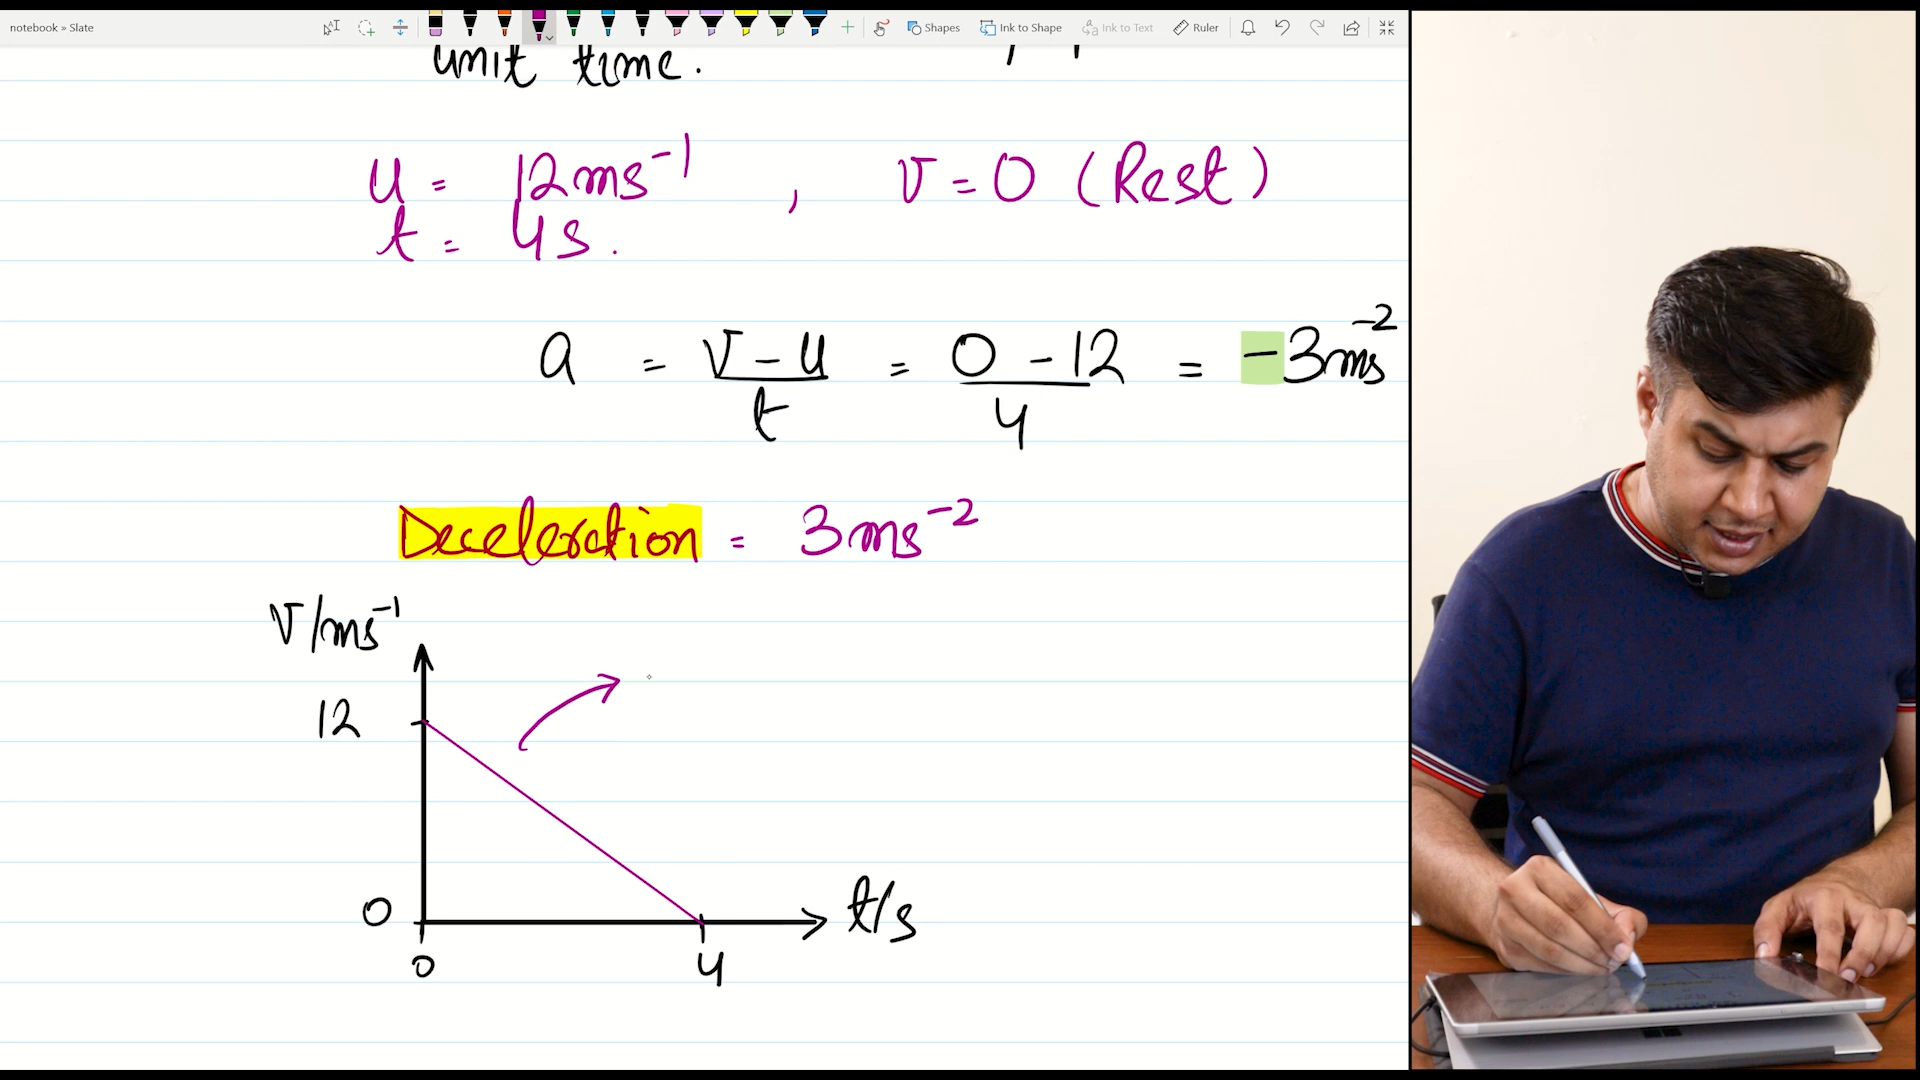 notebook » Slate
Shapes Ink to Shape Ink to Text Ruler
unit time.
u = 12ms⁻¹ , v = 0 (Rest)
t = 4s.
a = v - u / t = 0 - 12 / 4 = -3ms⁻²
Deceleration = 3ms⁻²
v/ms⁻¹
12
0
t/s
0 4